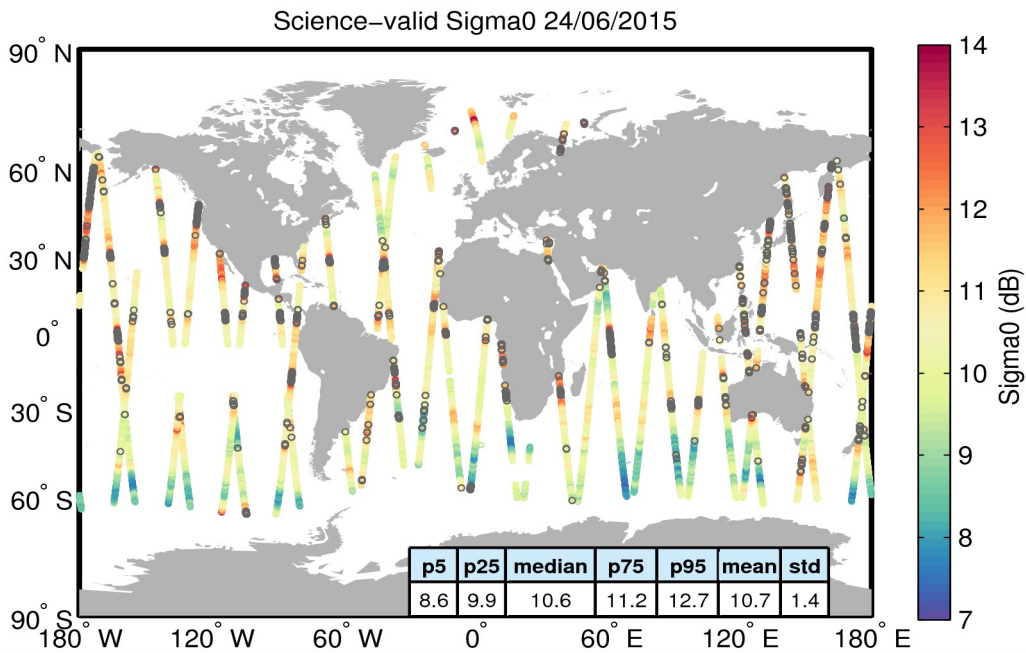 Science−valid Sigma0 24/06/2015
90° N
60° N
30° N
0°
30° S
60° S
90° S
180° W
120° W
60° W
0°
60° E
120° E
180° E
p5 p25 median p75 p95 mean std
8.6 9.9 10.6 11.2 12.7 10.7 1.4
14
13
12
11
10
9
8
7
Sigma0 (dB)